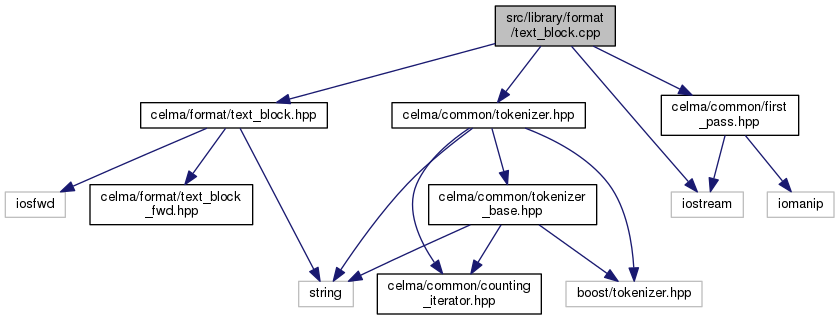 src/library/format
/text_block.cpp
celma/format/text_block.hpp
celma/common/tokenizer.hpp
celma/common/first
_pass.hpp
iosfwd
celma/format/text_block
_fwd.hpp
celma/common/tokenizer
_base.hpp
iostream
iomanip
string
celma/common/counting
_iterator.hpp
boost/tokenizer.hpp